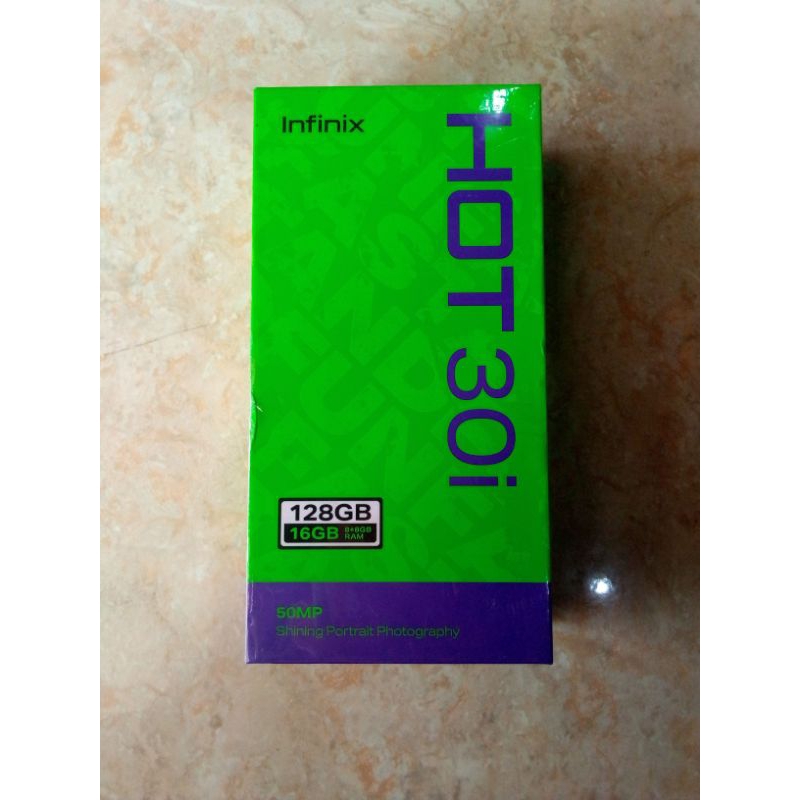 Infinix
HOT 30i
128GB
16GB 8+8GB
RAM
50MP
Shining Portrait Photography